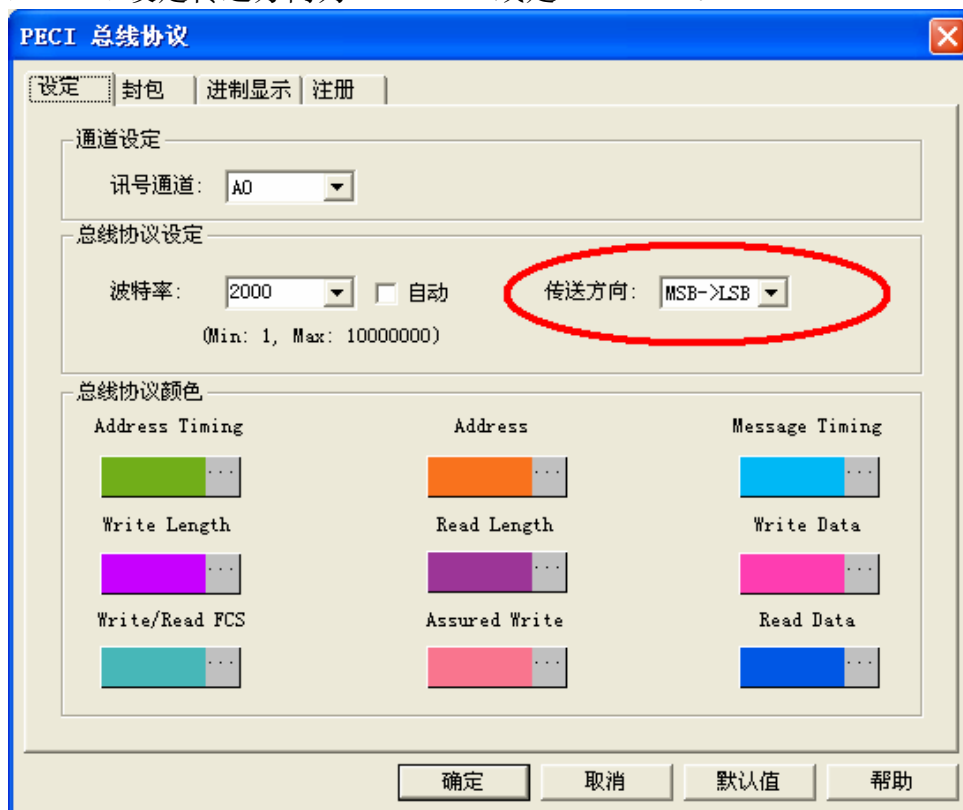 PECI 总线协议
设定 封包 进制显示 注册
通道设定
讯号通道: A0
总线协议设定
波特率: 2000 自动 传送方向: MSB->LSB
(Min: 1, Max: 10000000)
总线协议颜色
Address Timing Address Message Timing
... ... ...
Write Length Read Length Write Data
... ... ...
Write/Read FCS Assured Write Read Data
... ... ...
确定 取消 默认值 帮助